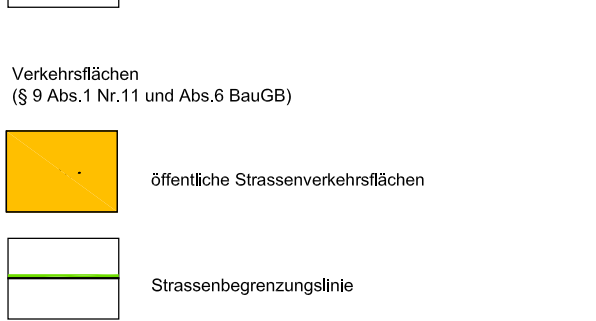 Verkehrsflächen
(§ 9 Abs.1 Nr.11 und Abs.6 BauGB)
öffentliche Strassenverkehrsflächen
Strassenbegrenzungslinie